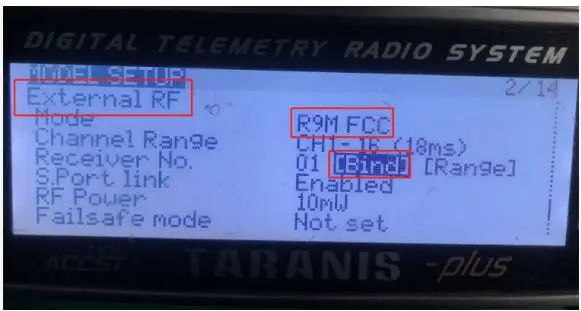 DIGITAL TELEMETRY RADIO SYSTEM
MODEL SETUP 2/14
External RF
Mode R9M FCC
Channel Range CH1-16 (18ms)
Receiver No. 01 [Bind] [Range]
S.Port link Enabled
RF Power 10mW
Failsafe mode Not set
ACCST TARANIS -plus